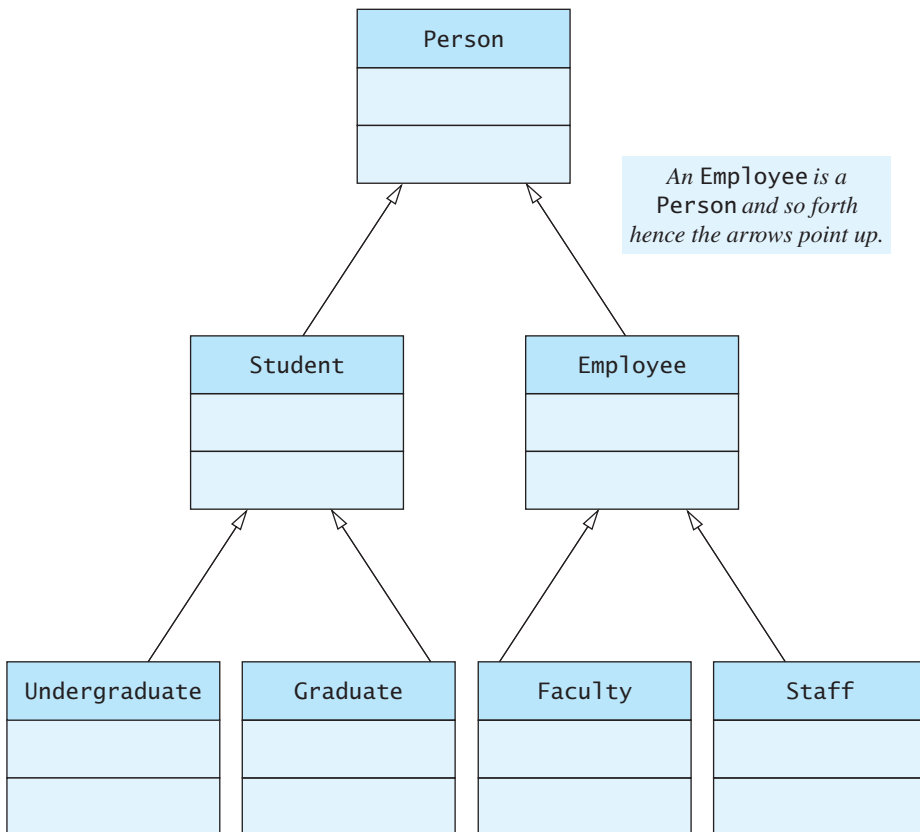 Person
An Employee is a
Person and so forth
hence the arrows point up.
Student
Employee
Undergraduate
Graduate
Faculty
Staff